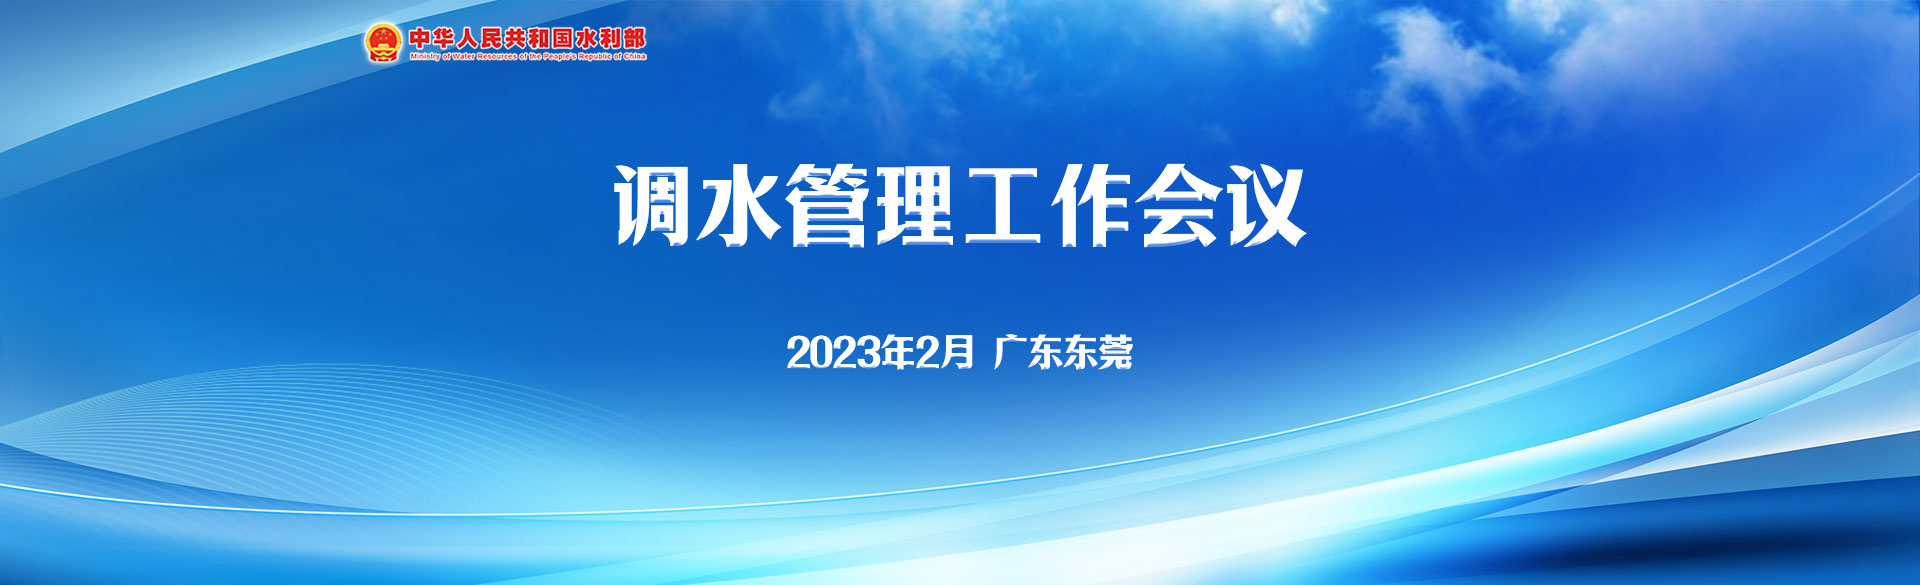 中华人民共和国水利部
Ministry of Water Resources of the People's Republic of China
调水管理工作会议
2023年2月 广东东莞